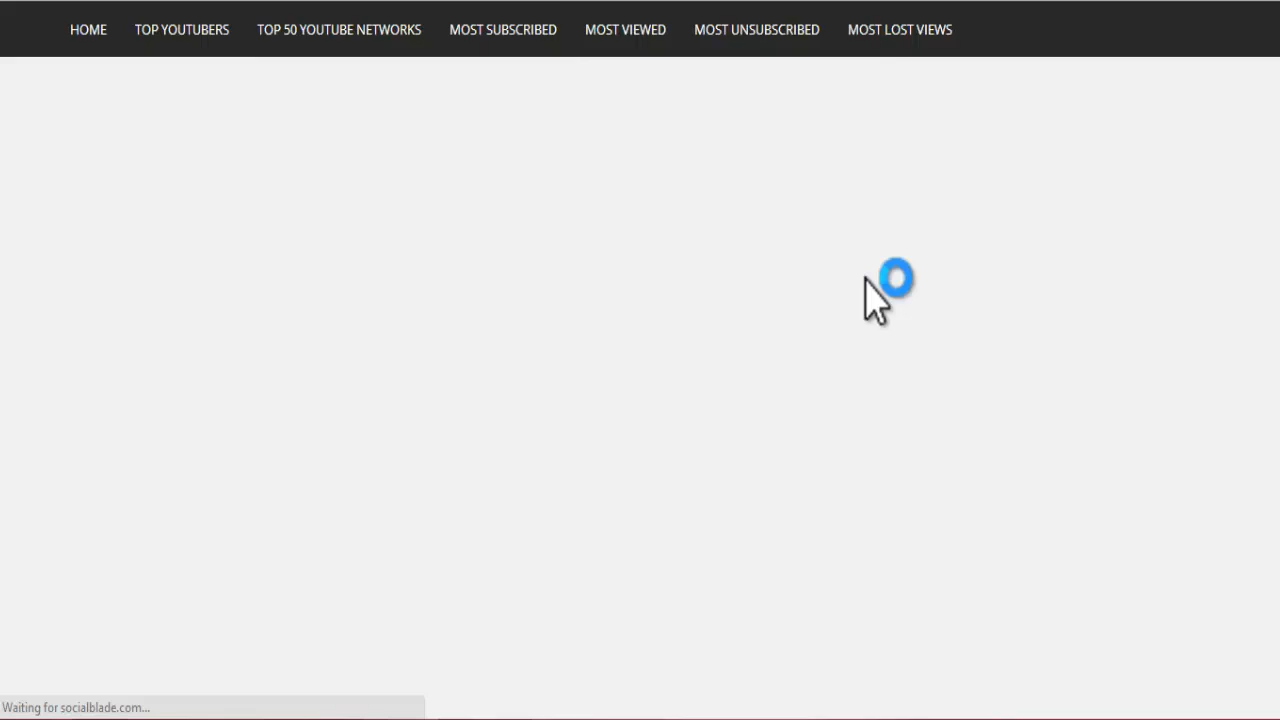 HOME TOP YOUTUBERS TOP 50 YOUTUBE NETWORKS MOST SUBSCRIBED MOST VIEWED MOST UNSUBSCRIBED MOST LOST VIEWS
Waiting for socialblade.com...